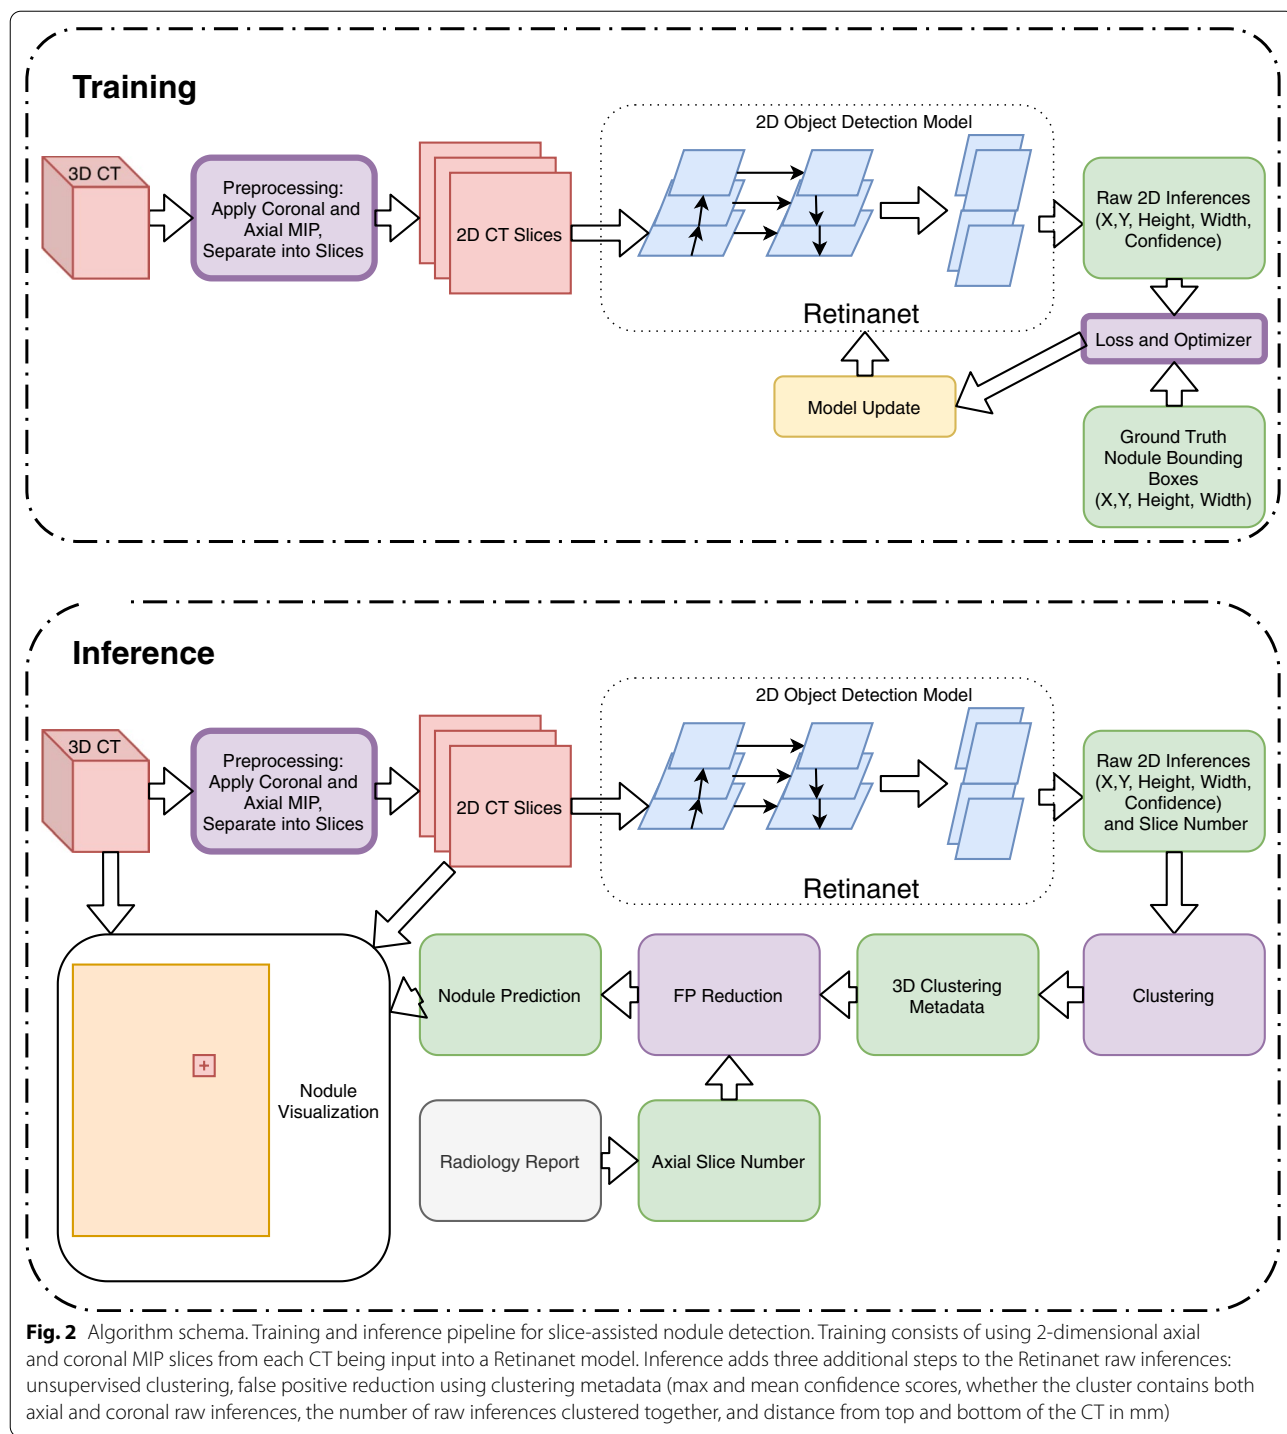 Training
3D CT
Preprocessing:
Apply Coronal and
Axial MIP,
Separate into Slices
2D CT Slices
2D Object Detection Model
Retinanet
Raw 2D Inferences
(X,Y, Height, Width,
Confidence)
Loss and Optimizer
Model Update
Ground Truth
Nodule Bounding
Boxes
(X,Y, Height, Width)
Inference
3D CT
Preprocessing:
Apply Coronal and
Axial MIP,
Separate into Slices
2D CT Slices
2D Object Detection Model
Retinanet
Raw 2D Inferences
(X,Y, Height, Width,
Confidence)
and Slice Number
Clustering
3D Clustering
Metadata
FP Reduction
Nodule Prediction
Nodule
Visualization
Radiology Report
Axial Slice Number
Fig. 2 Algorithm schema. Training and inference pipeline for slice-assisted nodule detection. Training consists of using 2-dimensional axial
and coronal MIP slices from each CT being input into a Retinanet model. Inference adds three additional steps to the Retinanet raw inferences:
unsupervised clustering, false positive reduction using clustering metadata (max and mean confidence scores, whether the cluster contains both
axial and coronal raw inferences, the number of raw inferences clustered together, and distance from top and bottom of the CT in mm)